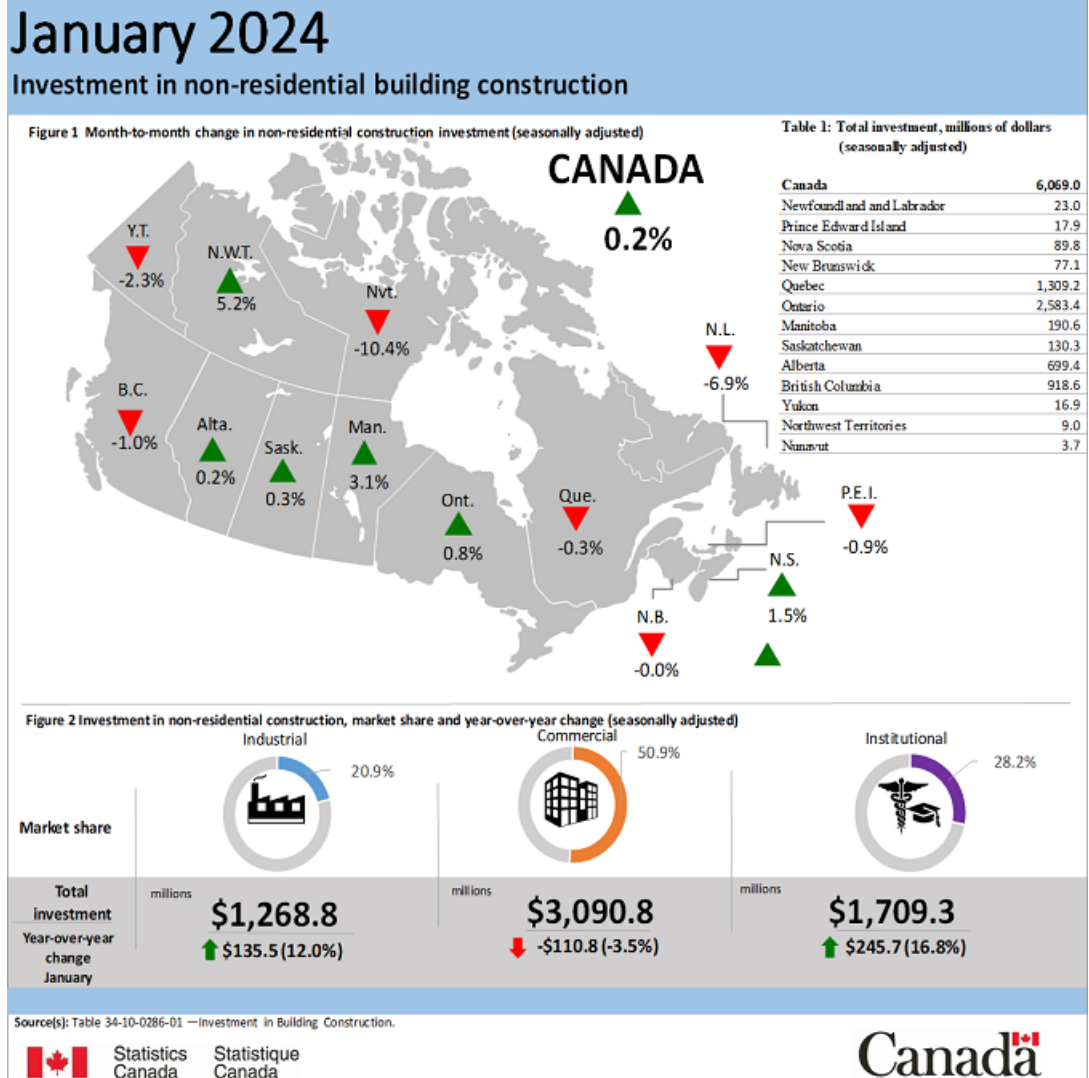 January 2024
Investment in non-residential building construction
Figure 1 Month-to-month change in non-residential construction investment (seasonally adjusted)
CANADA
0.2%
Y.T.
-2.3%
N.W.T.
5.2%
Nvt.
-10.4%
B.C.
-1.0%
Alta.
0.2%
Sask.
0.3%
Man.
3.1%
Ont.
0.8%
Que.
-0.3%
N.L.
-6.9%
P.E.I.
-0.9%
N.S.
1.5%
N.B.
-0.0%
Table 1: Total investment, millions of dollars
(seasonally adjusted)
Canada 6,069.0
Newfoundland and Labrador 23.0
Prince Edward Island 17.9
Nova Scotia 89.8
New Brunswick 77.1
Quebec 1,309.2
Ontario 2,583.4
Manitoba 190.6
Saskatchewan 130.3
Alberta 699.4
British Columbia 918.6
Yukon 16.9
Northwest Territories 9.0
Nunavut 3.7
Figure 2 Investment in non-residential construction, market share and year-over-year change (seasonally adjusted)
Industrial
Commercial
Institutional
20.9%
50.9%
28.2%
Market share
Total
investment
millions
$1,268.8
millions
$3,090.8
millions
$1,709.3
Year-over-year
change
January
$135.5 (12.0%)
-$110.8 (-3.5%)
$245.7 (16.8%)
Source(s): Table 34-10-0286-01 —Investment in Building Construction.
Statistics Statistique
Canada Canada
Canada